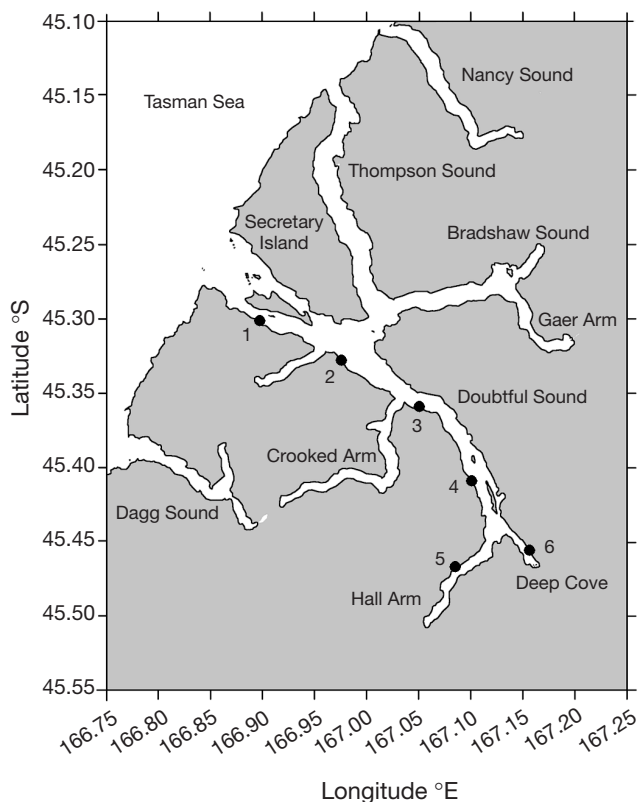 45.10
45.15
45.20
45.25
45.30
45.35
45.40
45.45
45.50
45.55
Latitude °S
Tasman Sea
Nancy Sound
Thompson Sound
Secretary
Island
Bradshaw Sound
Gaer Arm
1
2
Doubtful Sound
3
Crooked Arm
4
Dagg Sound
5
6
Deep Cove
Hall Arm
166.75
166.80
166.85
166.90
166.95
167.00
167.05
167.10
167.15
167.20
167.25
Longitude °E